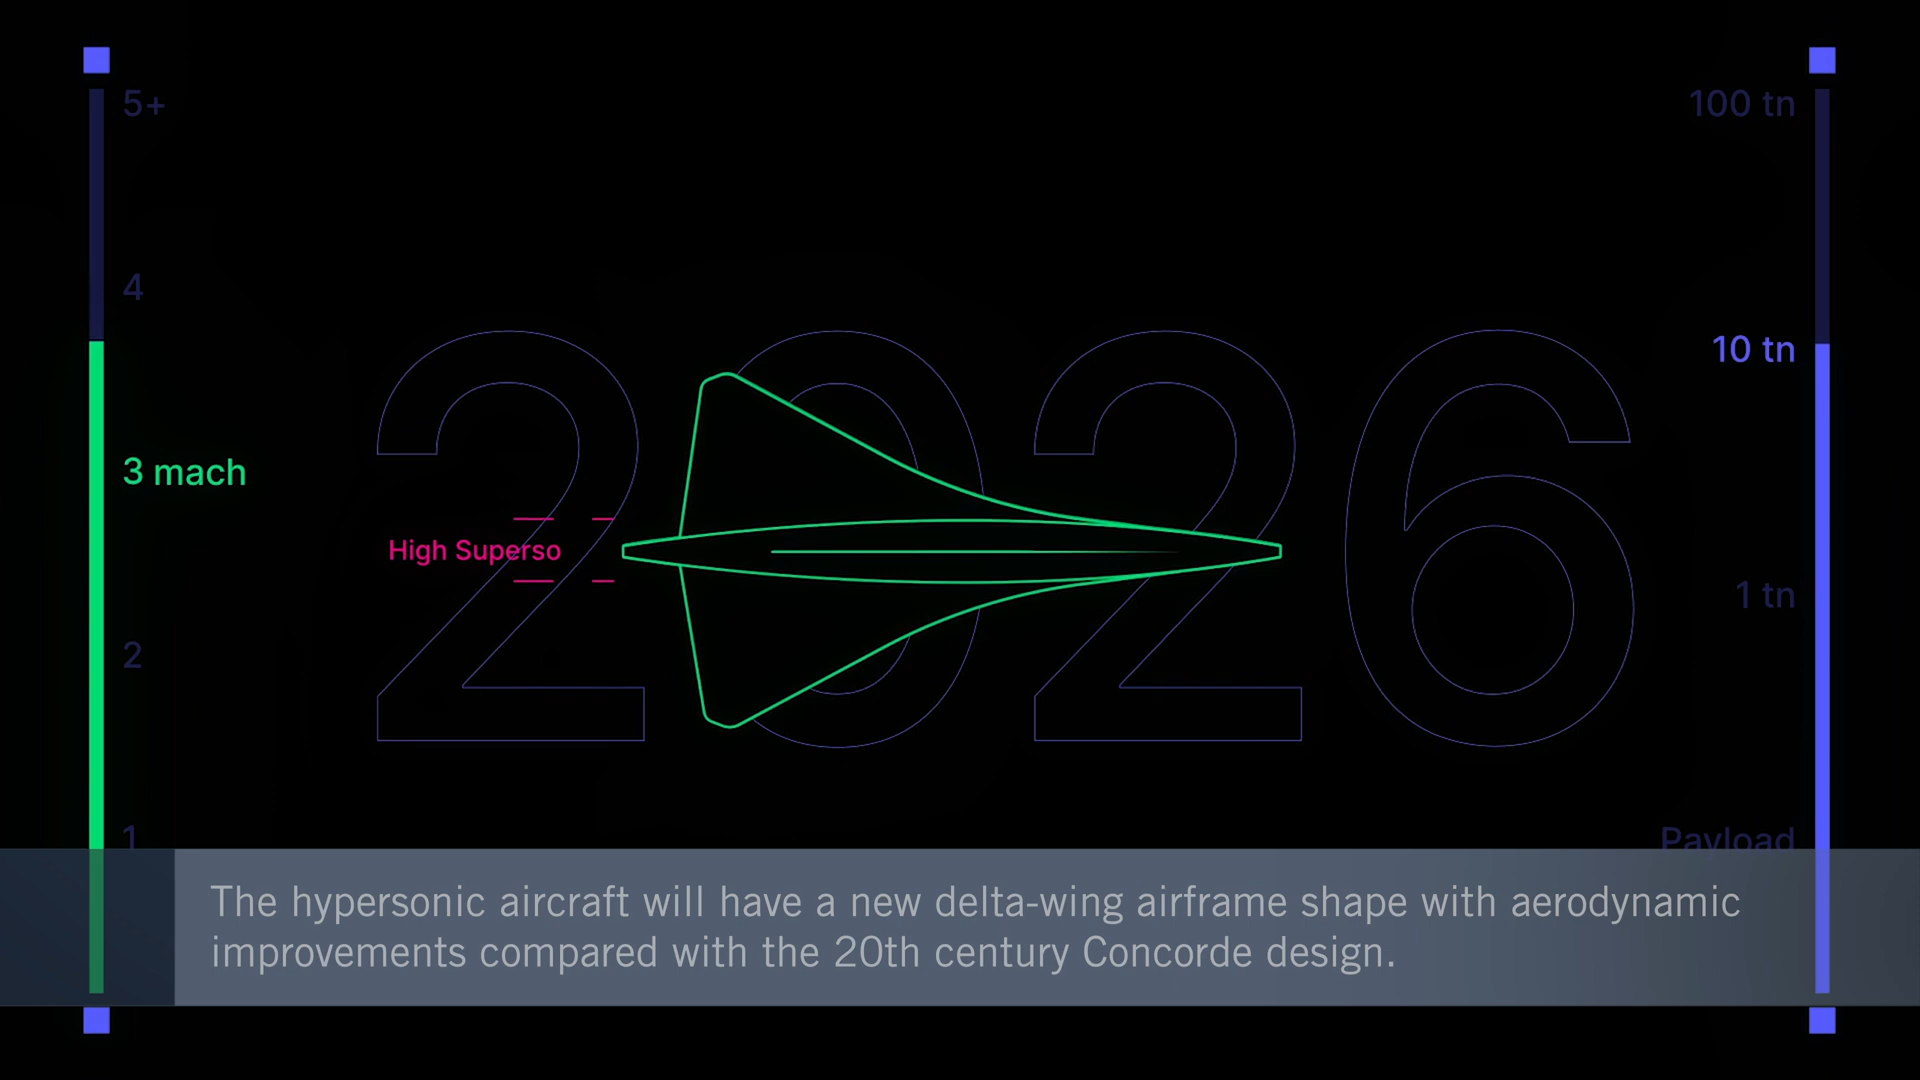 5+
100 tn
4
10 tn
3 mach
2026
High Superso
1 tn
2
1
Payload
The hypersonic aircraft will have a new delta-wing airframe shape with aerodynamic
improvements compared with the 20th century Concorde design.